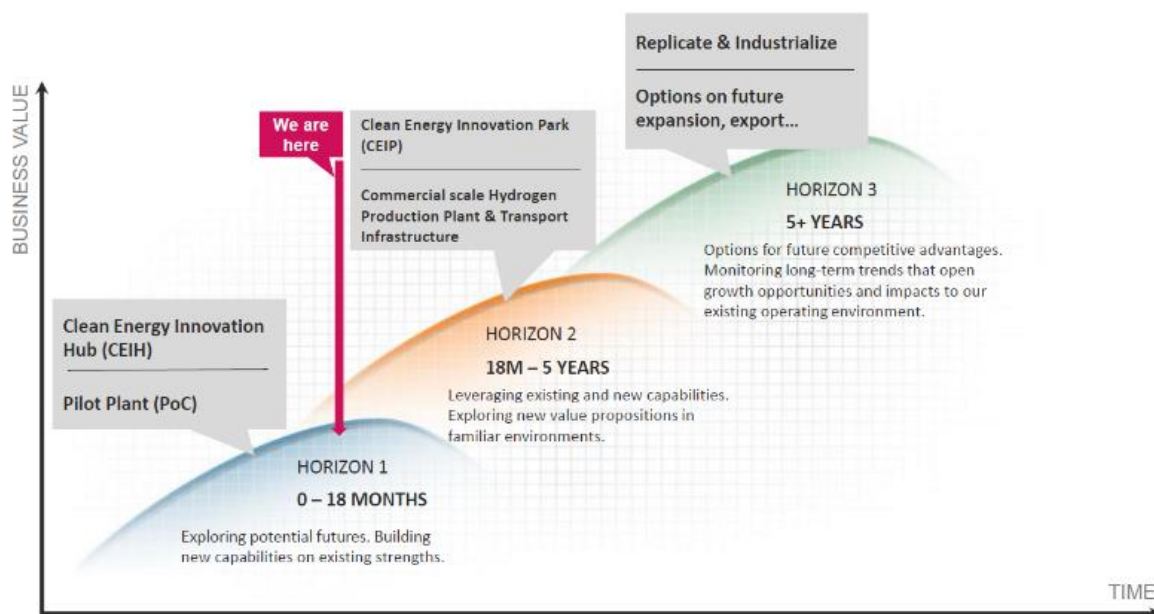 BUSINESS VALUE
Replicate & Industrialize
Options on future
expansion, export...
We are
here
Clean Energy Innovation Park
(CEIP)
Commercial scale Hydrogen
Production Plant & Transport
Infrastructure
HORIZON 3
5+ YEARS
Options for future competitive advantages.
Monitoring long-term trends that open
growth opportunities and impacts to our
existing operating environment.
Clean Energy Innovation
Hub (CEIH)
Pilot Plant (PoC)
HORIZON 2
18M – 5 YEARS
Leveraging existing and new capabilities.
Exploring new value propositions in
familiar environments.
HORIZON 1
0 – 18 MONTHS
Exploring potential futures. Building
new capabilities on existing strengths.
TIME